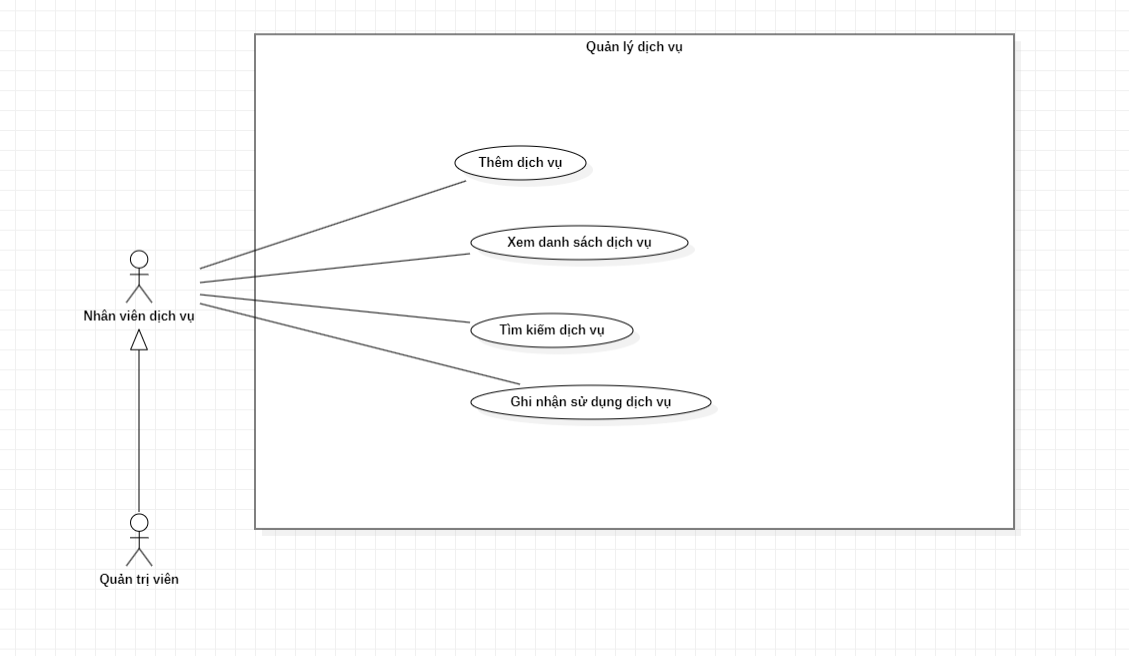 Quản lý dịch vụ
Thêm dịch vụ
Xem danh sách dịch vụ
Nhân viên dịch vụ
Tìm kiếm dịch vụ
Ghi nhận sử dụng dịch vụ
Quản trị viên